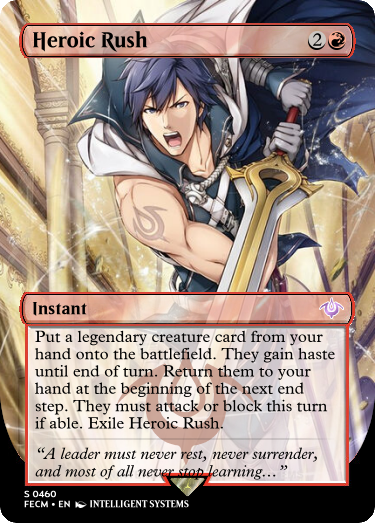 Heroic Rush 2
Instant
Put a legendary creature card from your
hand onto the battlefield. They gain haste
until end of turn. Return them to your
hand at the beginning of the next end
step. They must attack or block this turn
if able. Exile Heroic Rush.
“A leader must never rest, never surrender,
and most of all never stop learning…”
S 0460
FECM • EN INTELLIGENT SYSTEMS